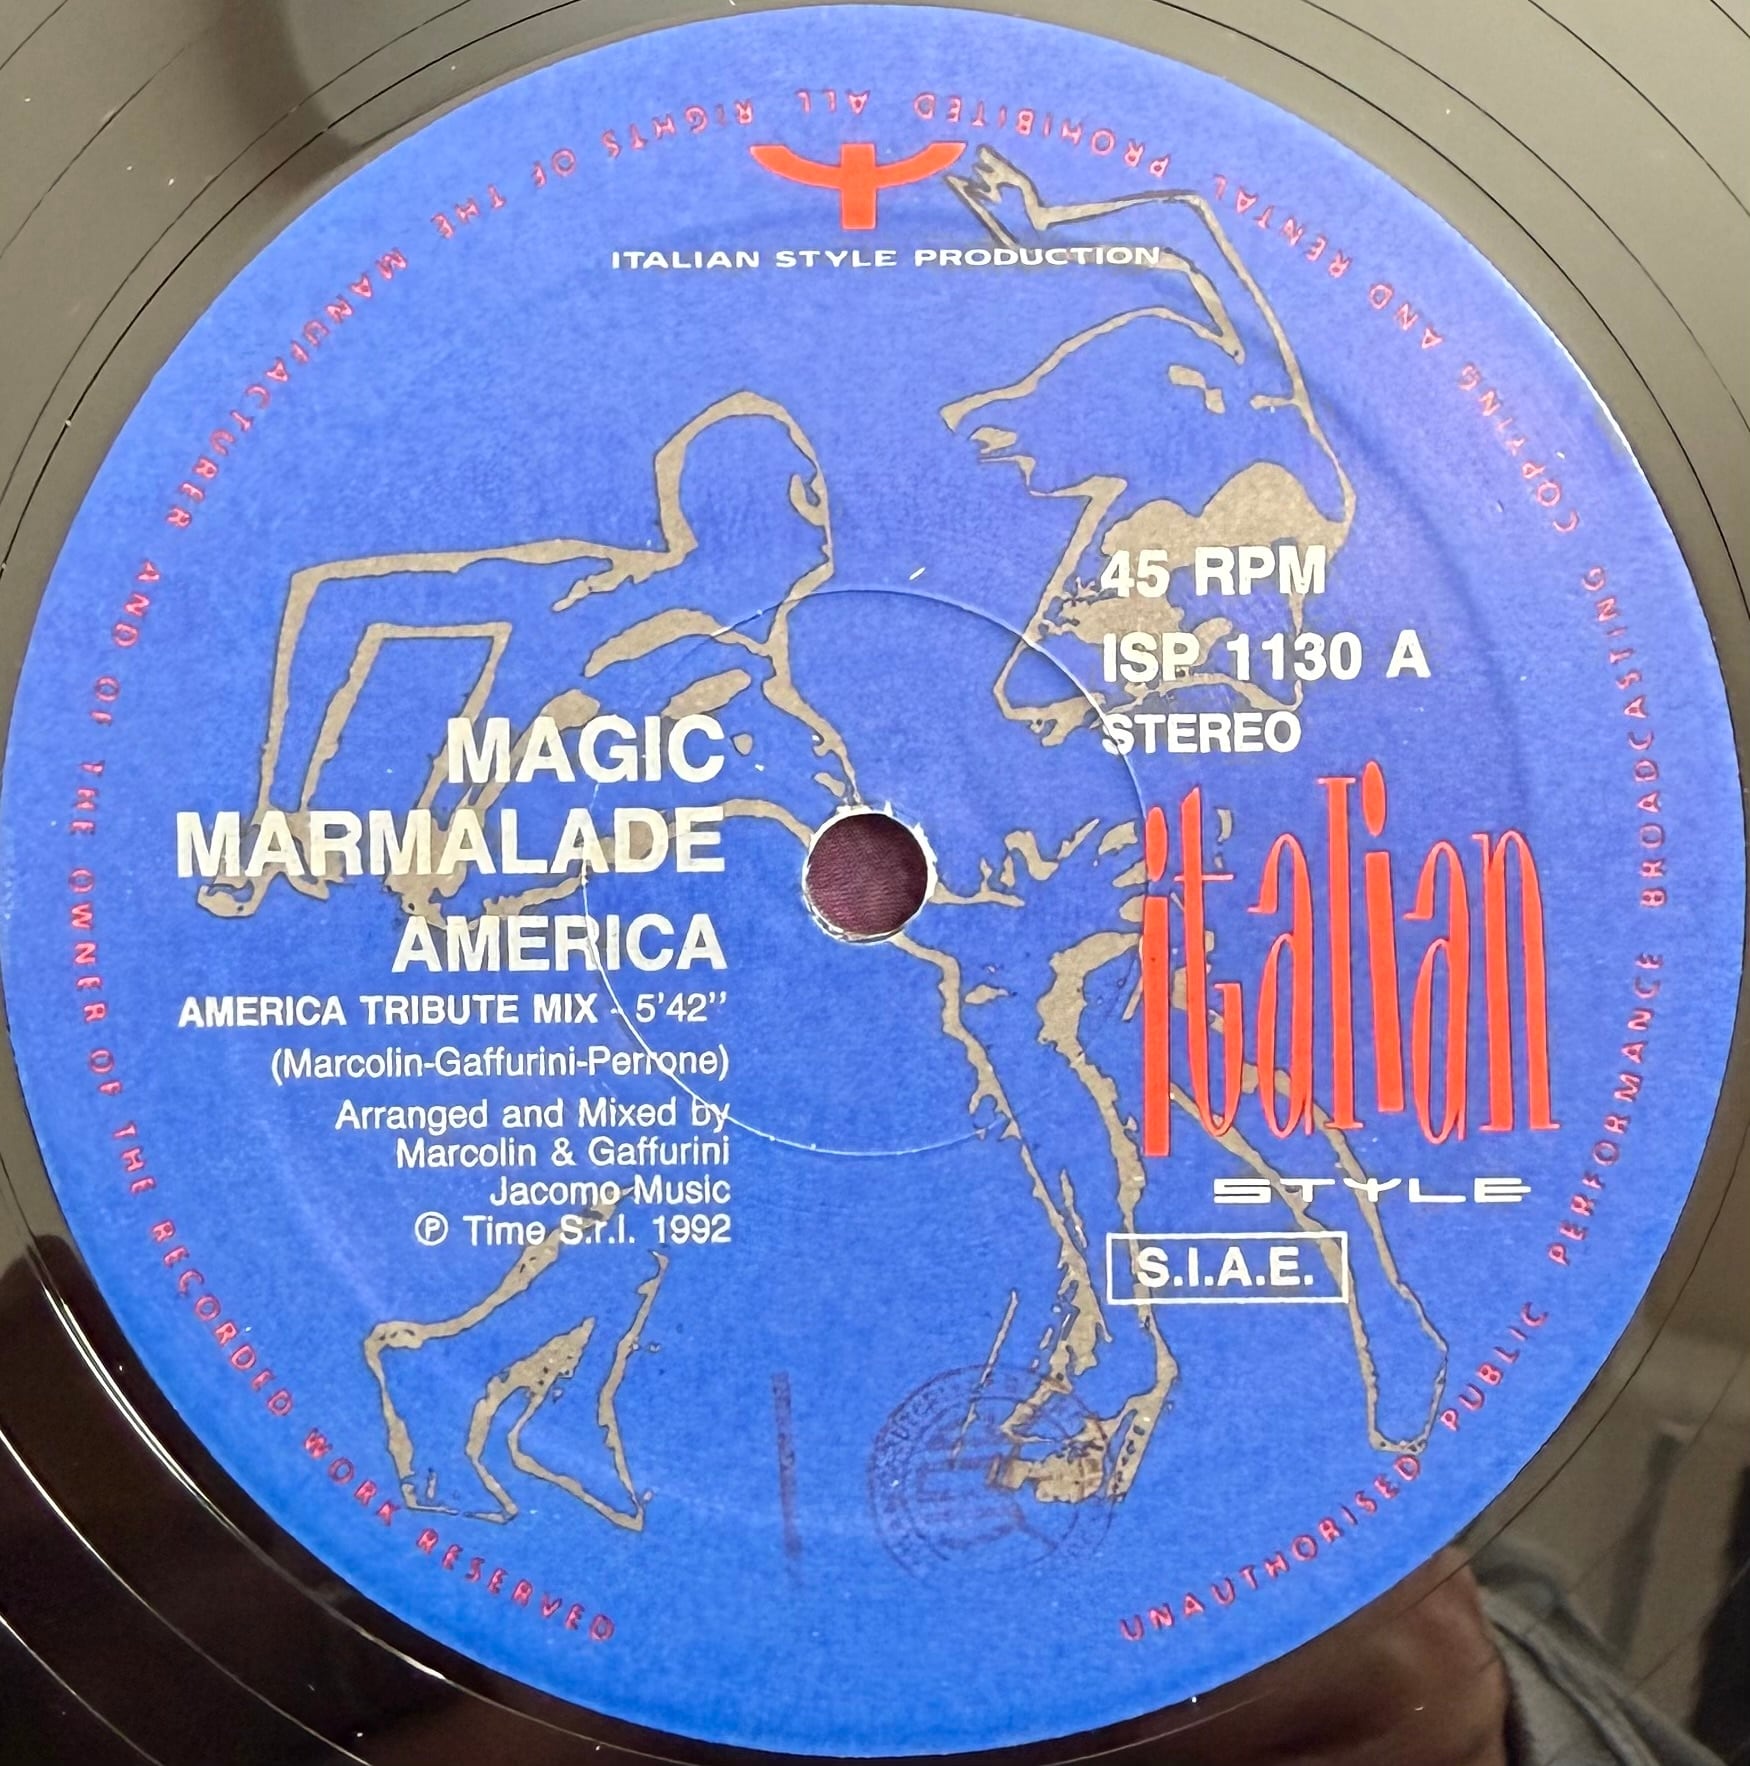 ITALIAN STYLE PRODUCTION
45 RPM
ISP 1130 A
STEREO
MAGIC
MARMALADE
AMERICA
AMERICA TRIBUTE MIX - 5'42"
(Marcolin-Gaffurini-Perrone)
Arranged and Mixed by
Marcolin & Gaffurini
Jacomo Music
℗ Time S.r.l. 1992
italian
STYLE
S.I.A.E.
UNAUTHORISED PUBLIC PERFORMANCE BROADCASTING COPYING AND RENTAL PROHIBITED ALL RIGHTS OF THE MANUFACTURER AND OF THE OWNER OF THE RECORDED WORK RESERVED